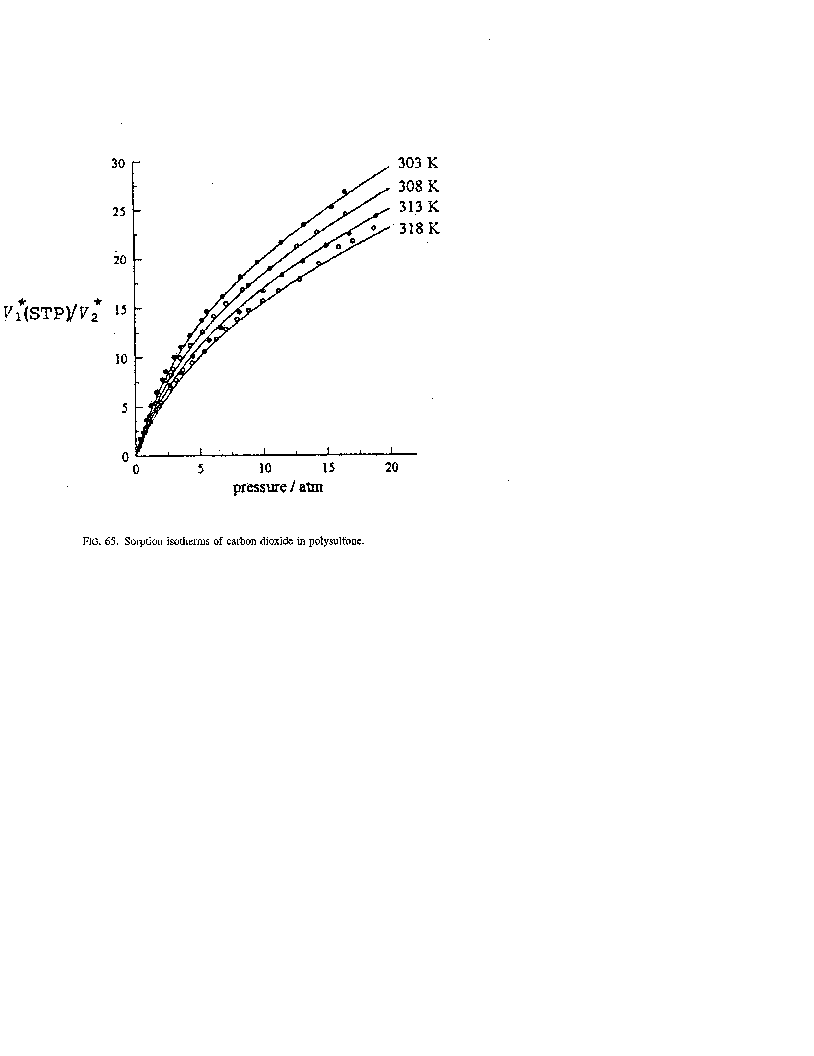 30
25
20
15
10
5
0
303 K
308 K
313 K
318 K
V₁*(STP)/V₂*
0 5 10 15 20
pressure / atm
FIG. 65. Sorption isotherms of carbon dioxide in polysulfone.